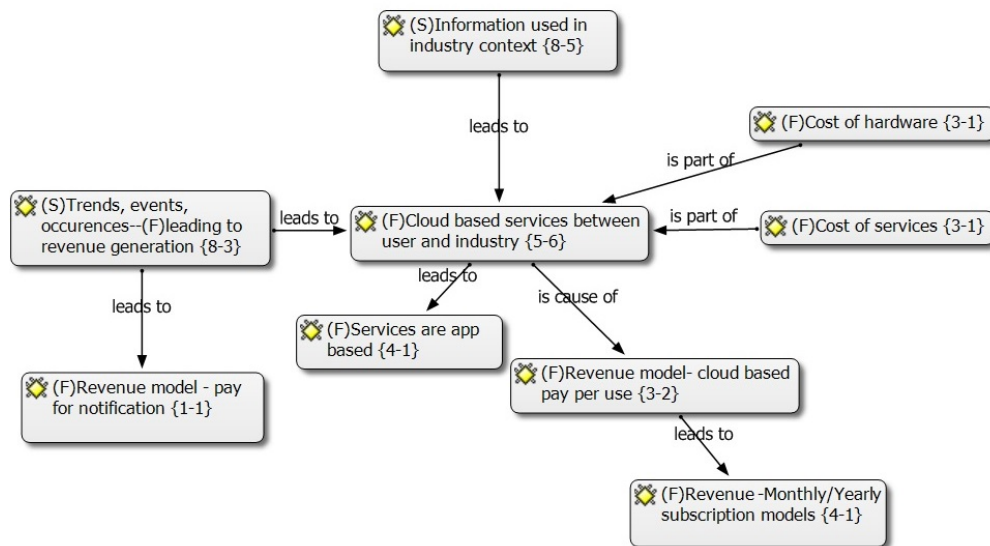 (S)Information used in
industry context {8-5}
leads to
(F)Cost of hardware {3-1}
is part of
(S)Trends, events,
occurences--(F)leading to
revenue generation {8-3}
leads to
(F)Cloud based services between
user and industry {5-6}
is part of
(F)Cost of services {3-1}
leads to
leads to
is cause of
(F)Services are app
based {4-1}
(F)Revenue model - pay
for notification {1-1}
(F)Revenue model- cloud based
pay per use {3-2}
leads to
(F)Revenue -Monthly/Yearly
subscription models {4-1}